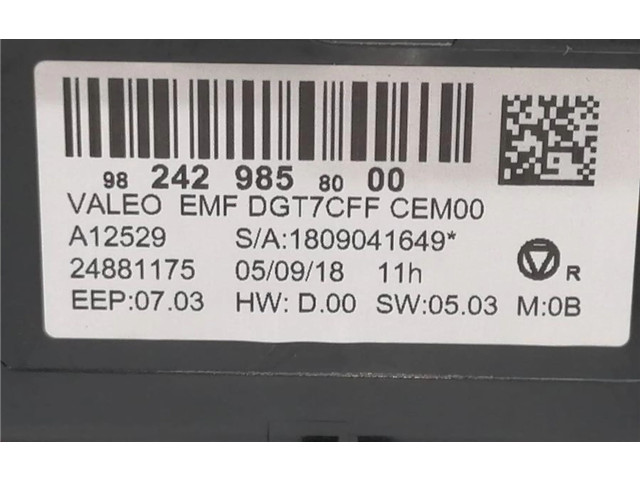 98 242 985 80 00
VALEO EMF DGT7CFF CEM00
A12529 S/A:1809041649*
24881175 05/09/18 11h
R
EEP:07.03 HW: D.00 SW:05.03 M:0B